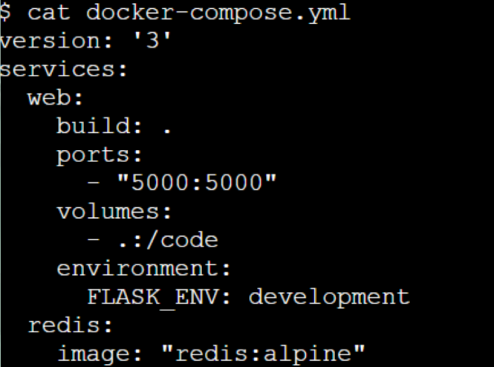 $ cat docker-compose.yml
version: '3'
services:
  web:
    build: .
    ports:
      - "5000:5000"
    volumes:
      - .:/code
    environment:
      FLASK_ENV: development
  redis:
    image: "redis:alpine"